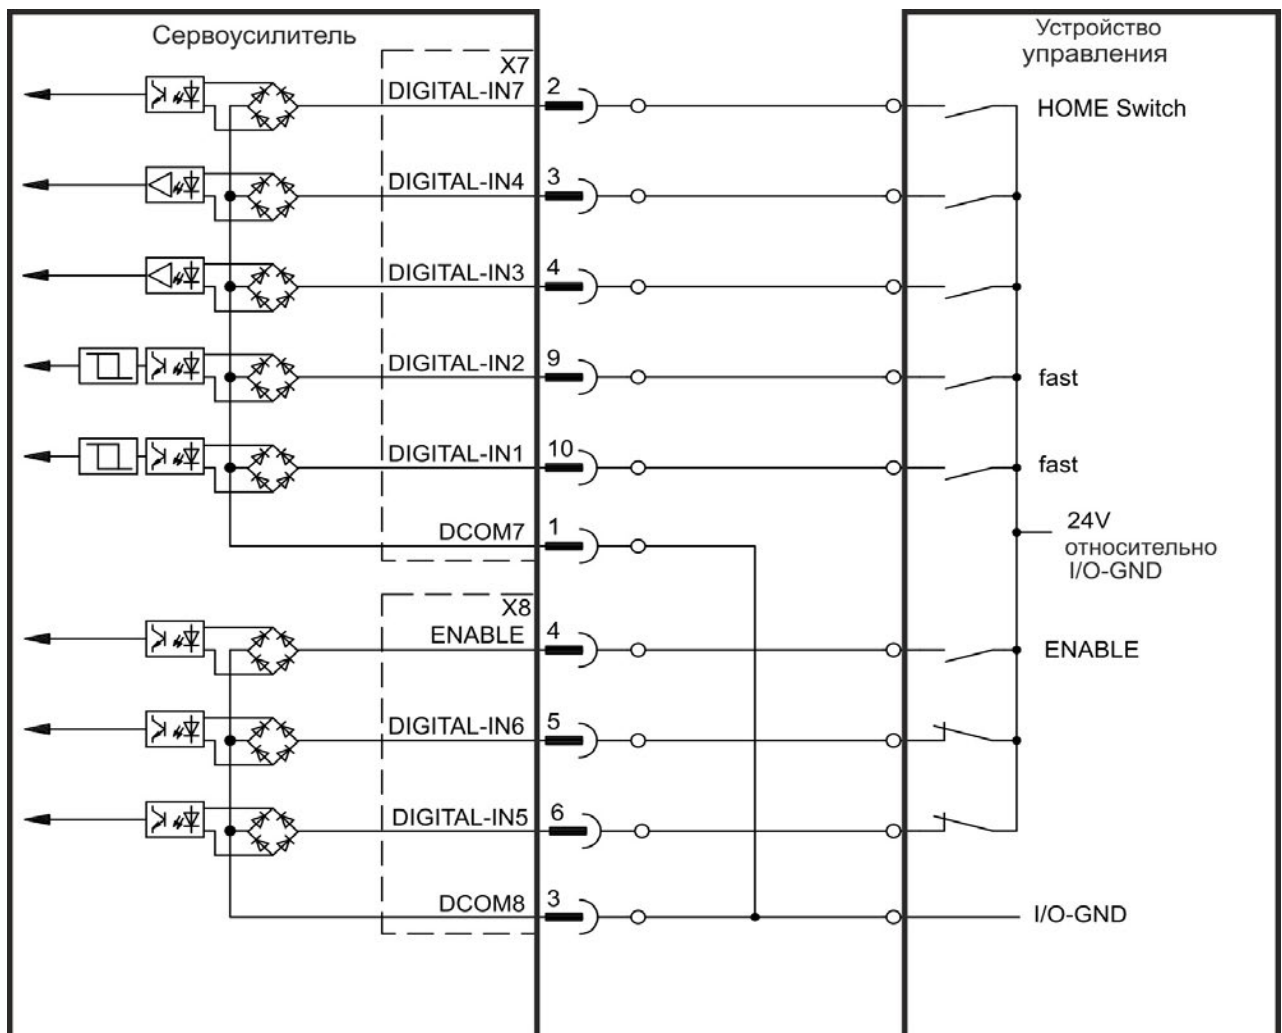 Сервоусилитель
Устройство
управления
X7
DIGITAL-IN7 2 HOME Switch
DIGITAL-IN4 3
DIGITAL-IN3 4
DIGITAL-IN2 9 fast
DIGITAL-IN1 10 fast
DCOM7 1
24V
относительно
I/O-GND
X8
ENABLE 4 ENABLE
DIGITAL-IN6 5
DIGITAL-IN5 6
DCOM8 3 I/O-GND